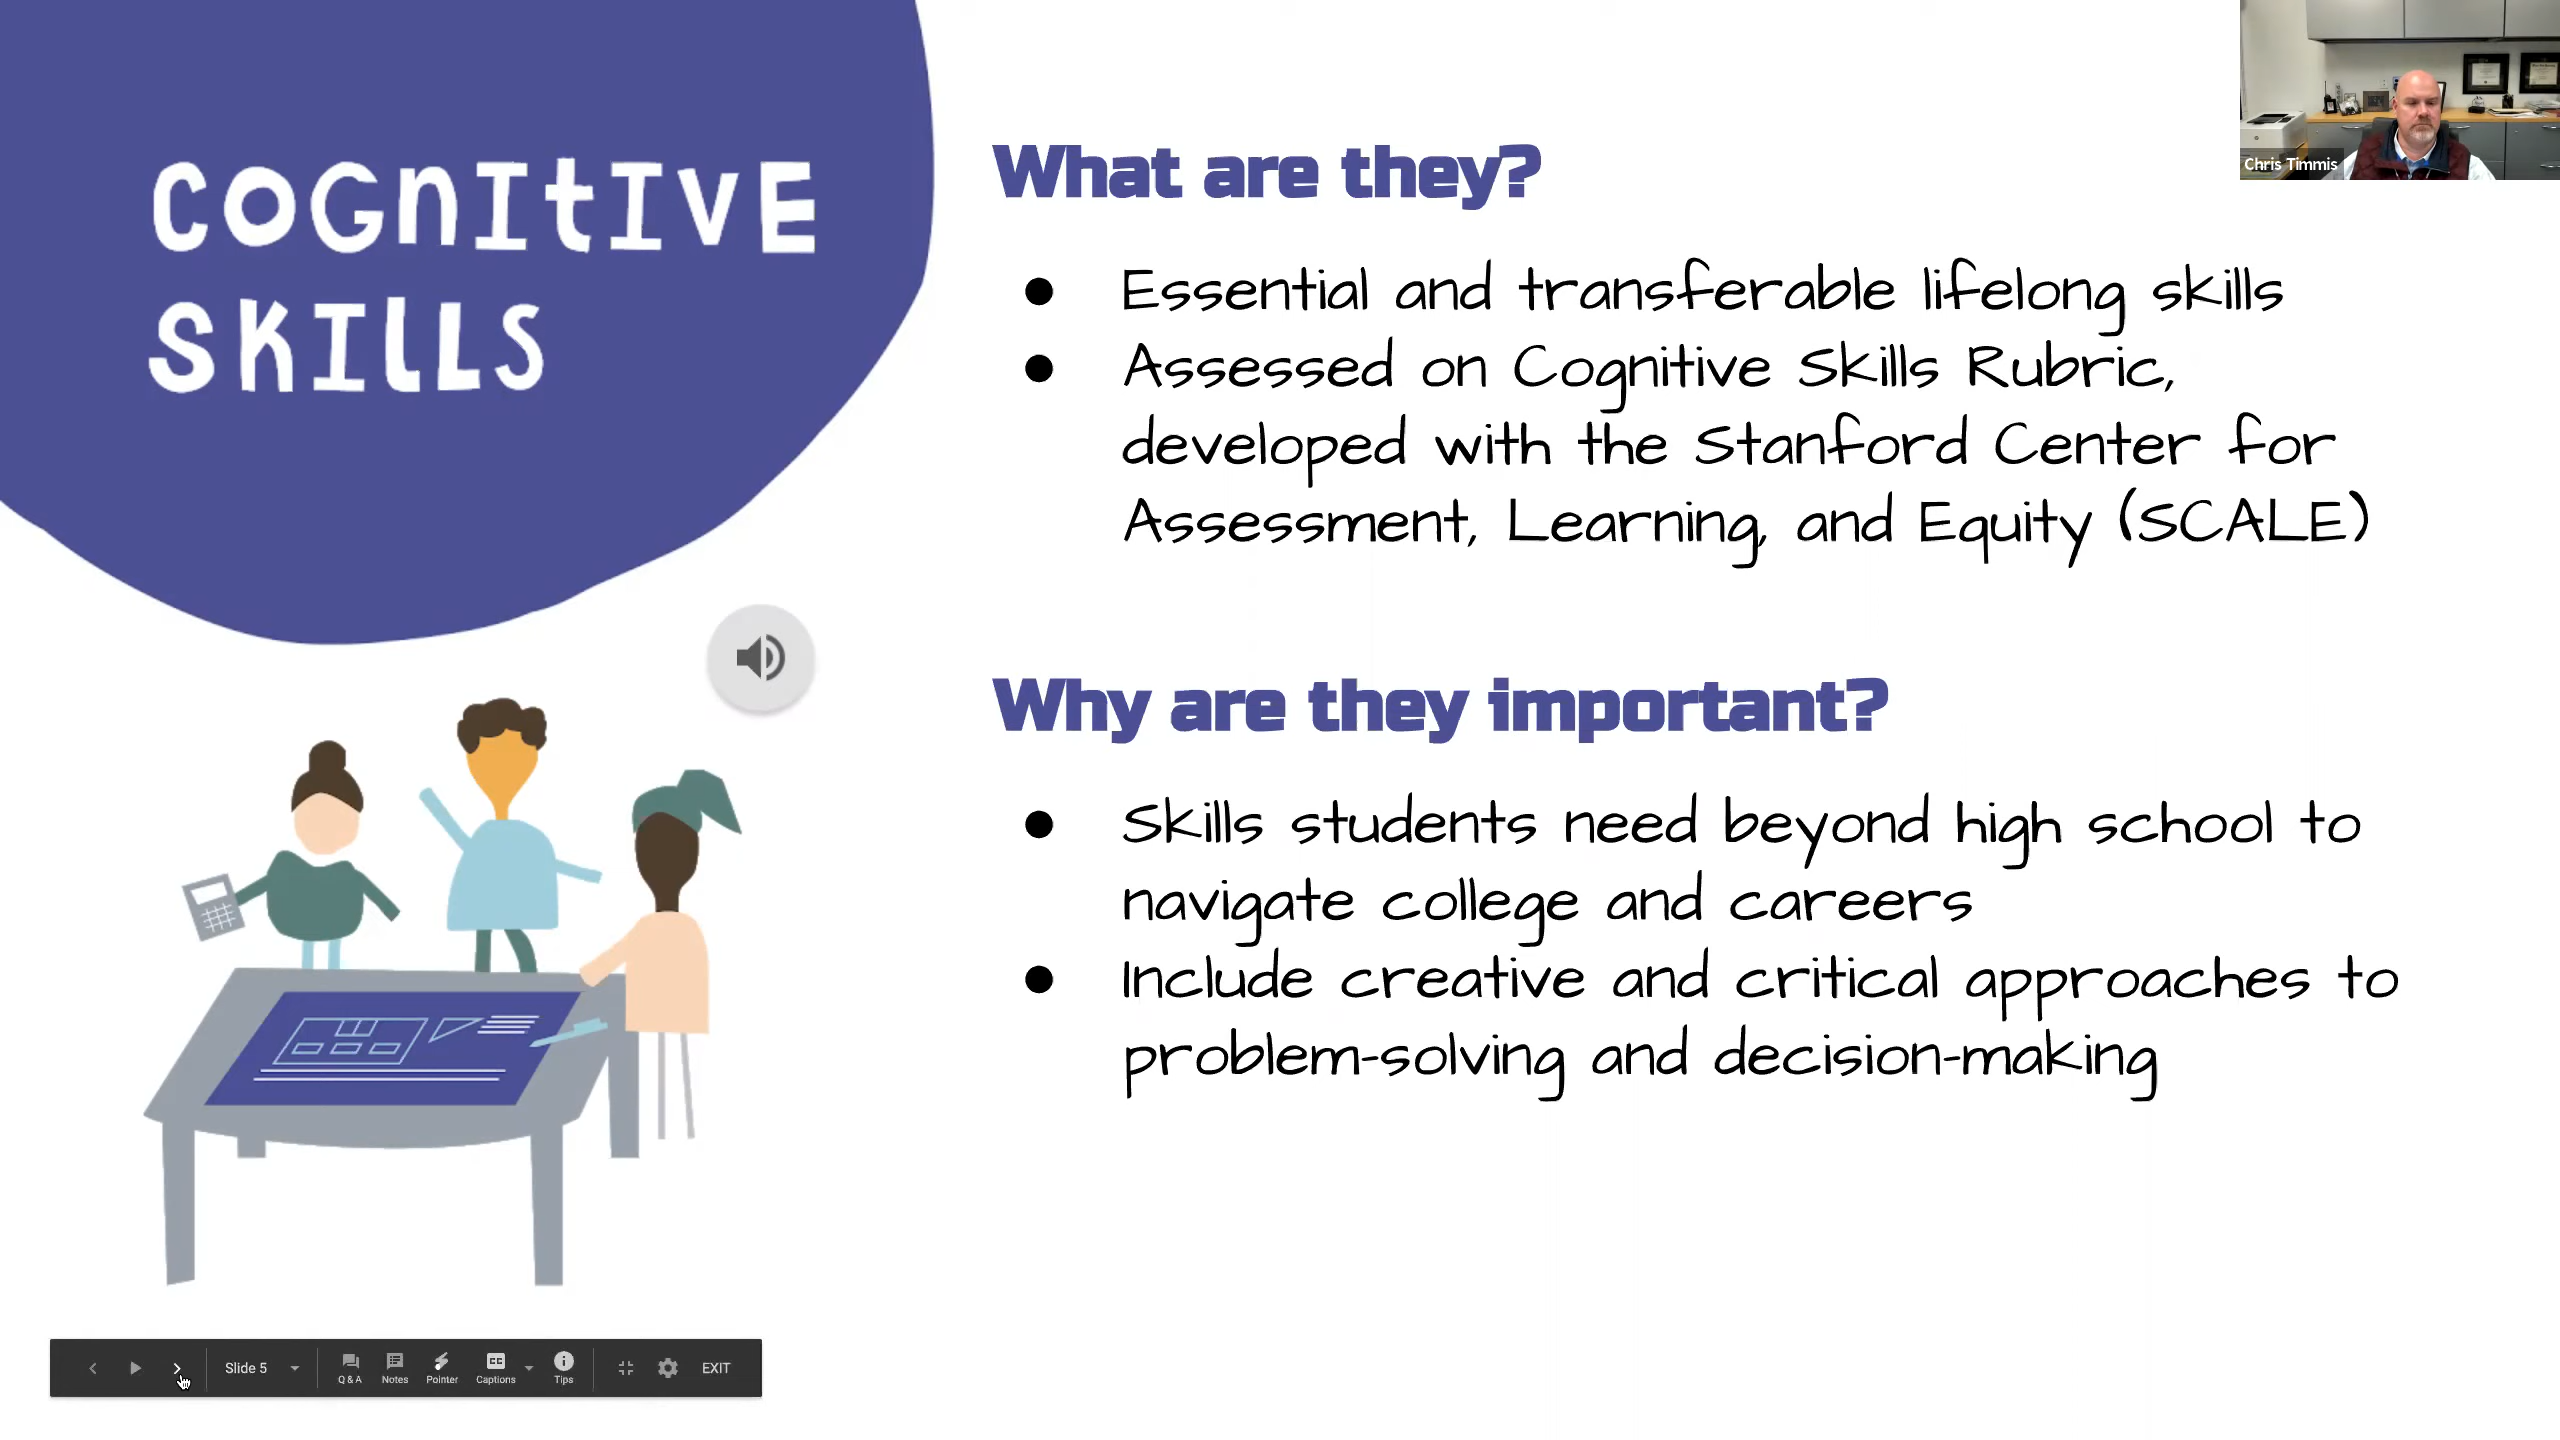 COGNITIVE
SKILLS
What are they?
● Essential and transferable lifelong skills
● Assessed on Cognitive Skills Rubric,
developed with the Stanford Center for
Assessment, Learning, and Equity (SCALE)
Why are they important?
● Skills students need beyond high school to
navigate college and careers
● Include creative and critical approaches to
problem-solving and decision-making
Chris Timmis
Slide 5
Q & A
Notes
Pointer
Captions
Tips
EXIT